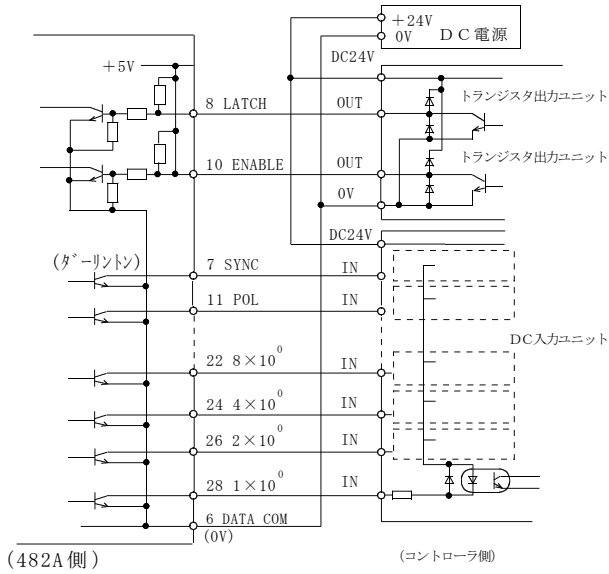 +24V
0V DC電源
DC24V
+5V
8 LATCH OUT
トランジスタ出力ユニット
トランジスタ出力ユニット
10 ENABLE OUT
0V
DC24V
(ダーリントン)
7 SYNC IN
11 POL IN
DC入力ユニット
22 8×10⁰ IN
24 4×10⁰ IN
26 2×10⁰ IN
28 1×10⁰ IN
6 DATA COM
(0V)
(482A側)
(コントローラ側)